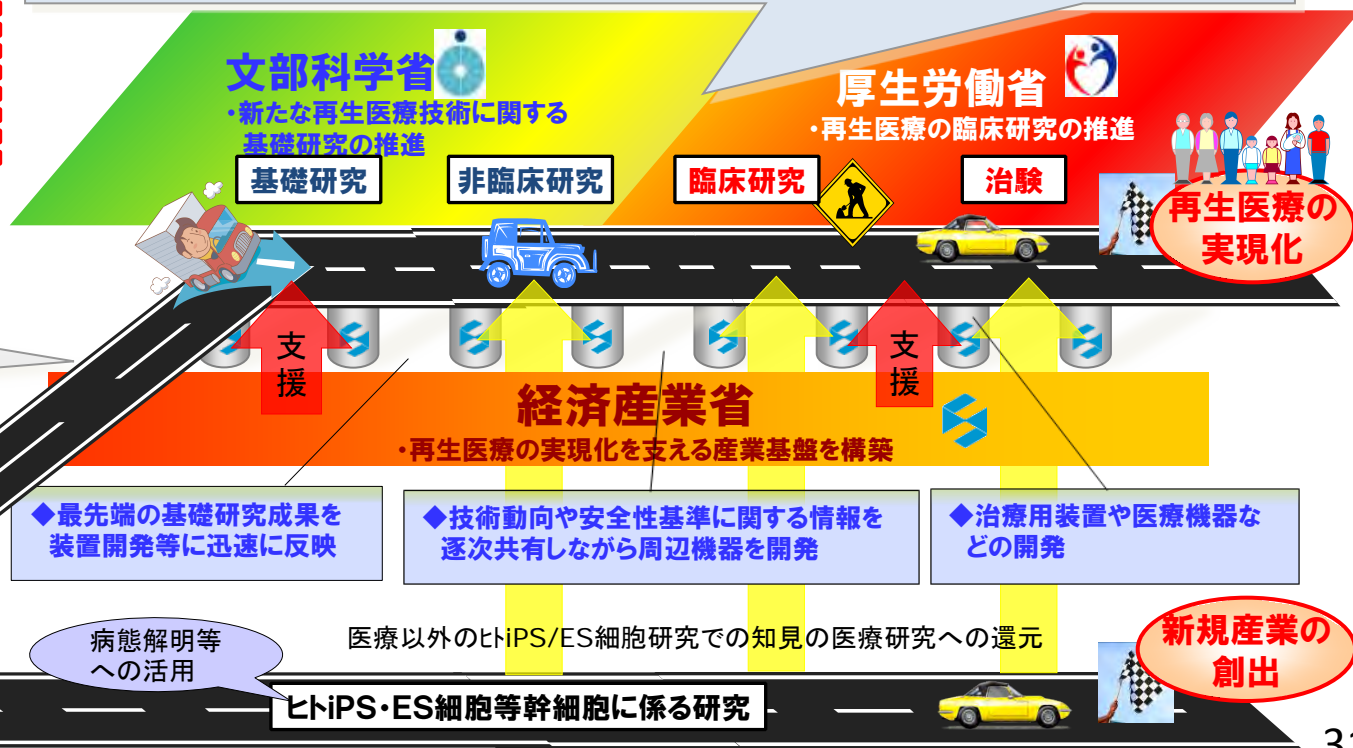 文部科学省
・新たな再生医療技術に関する
基礎研究の推進
厚生労働省
・再生医療の臨床研究の推進
基礎研究
非臨床研究
臨床研究
治験
再生医療の
実現化
支
援
支
援
経済産業省
・再生医療の実現化を支える産業基盤を構築
◆最先端の基礎研究成果を
装置開発等に迅速に反映
◆技術動向や安全性基準に関する情報を
逐次共有しながら周辺機器を開発
◆治療用装置や医療機器な
どの開発
病態解明等
への活用
医療以外のﾋﾄiPS/ES細胞研究での知見の医療研究への還元
新規産業の
創出
ﾋﾄiPS・ES細胞等幹細胞に係る研究